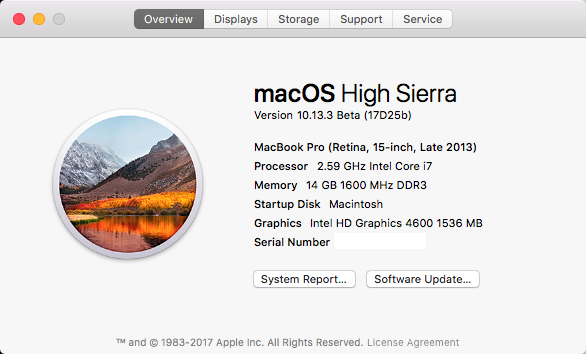 Overview Displays Storage Support Service
macOS High Sierra
Version 10.13.3 Beta (17D25b)
MacBook Pro (Retina, 15-inch, Late 2013)
Processor 2.59 GHz Intel Core i7
Memory 14 GB 1600 MHz DDR3
Startup Disk Macintosh
Graphics Intel HD Graphics 4600 1536 MB
Serial Number
System Report... Software Update...
™ and © 1983-2017 Apple Inc. All Rights Reserved. License Agreement